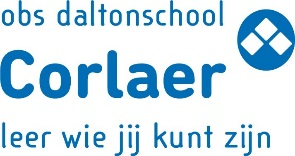 obs daltonschool
Corlaer
leer wie jij kunt zijn